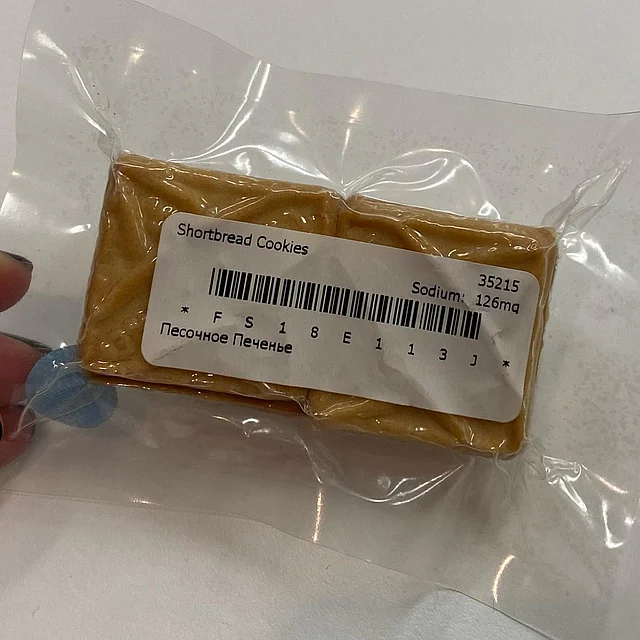 Shortbread Cookies
35215
Sodium: 126mg
* F S 1 8 E 1 1 3 J *
Песочное Печенье